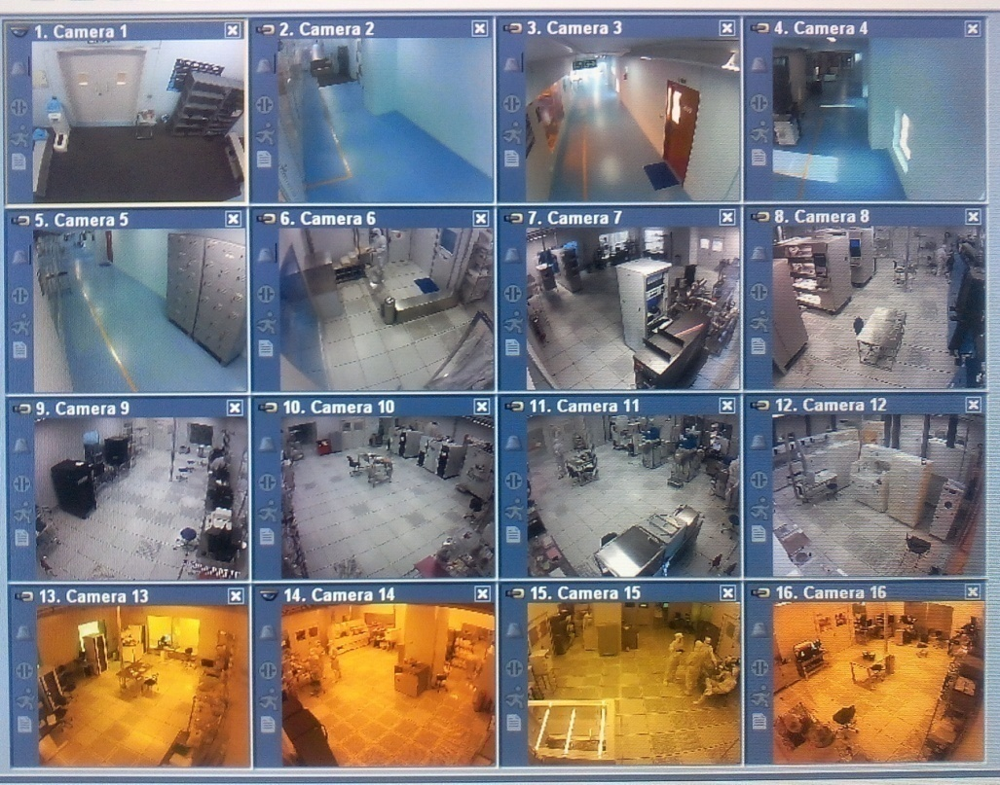 1. Camera 1
2. Camera 2
3. Camera 3
4. Camera 4
5. Camera 5
6. Camera 6
7. Camera 7
8. Camera 8
9. Camera 9
10. Camera 10
11. Camera 11
12. Camera 12
13. Camera 13
14. Camera 14
15. Camera 15
16. Camera 16